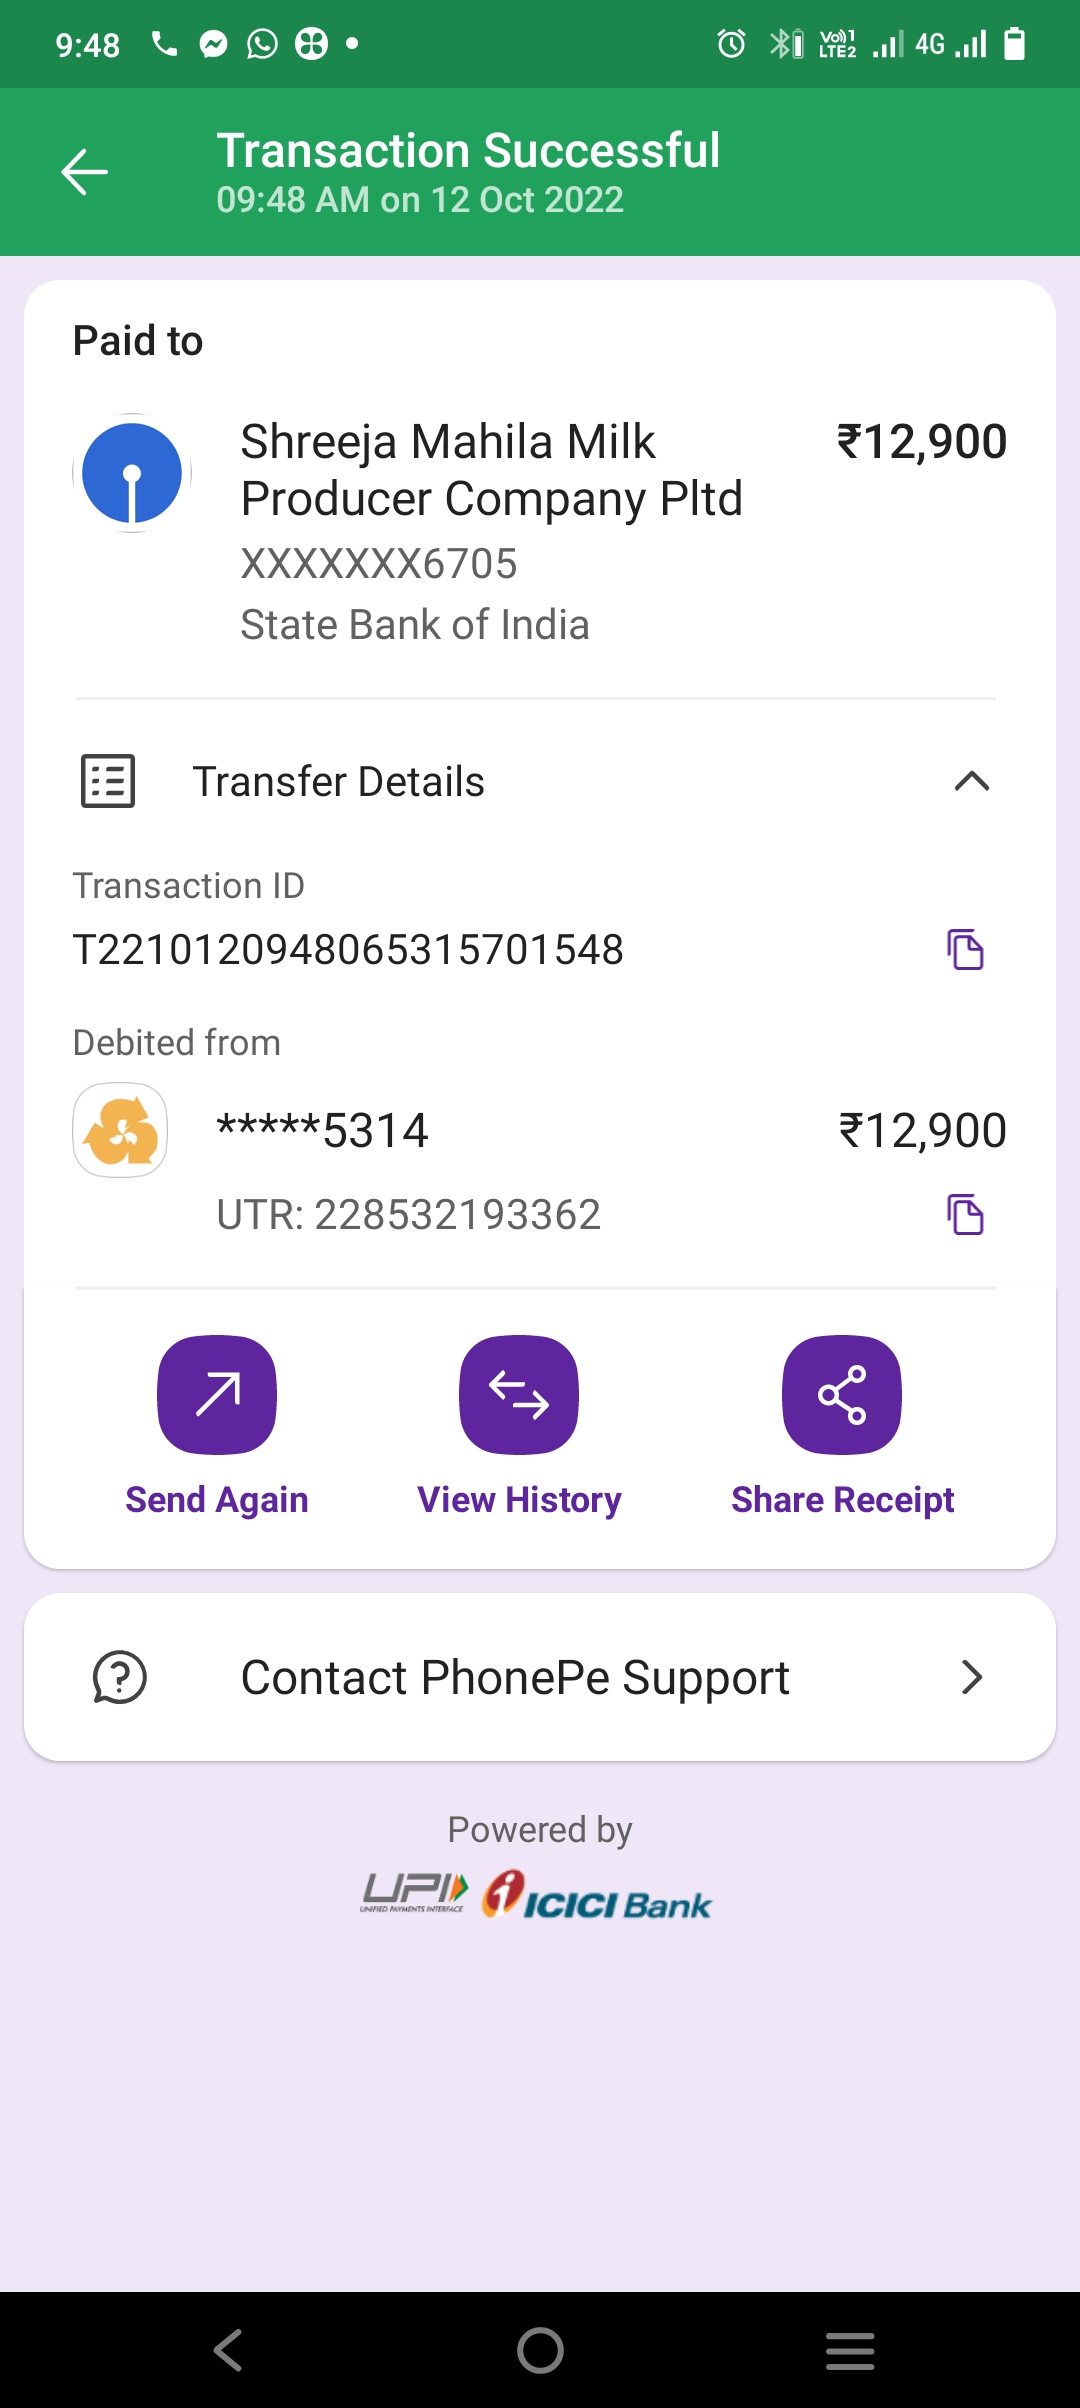 9:48
Vo))1
LTE2
4G
Transaction Successful
09:48 AM on 12 Oct 2022
Paid to
Shreeja Mahila Milk
₹12,900
Producer Company Pltd
XXXXXXX6705
State Bank of India
Transfer Details
Transaction ID
T2210120948065315701548
Debited from
*****5314
₹12,900
UTR: 228532193362
Send Again
View History
Share Receipt
Contact PhonePe Support
Powered by
UPI
UNIFIED PAYMENTS INTERFACE
ICICI Bank